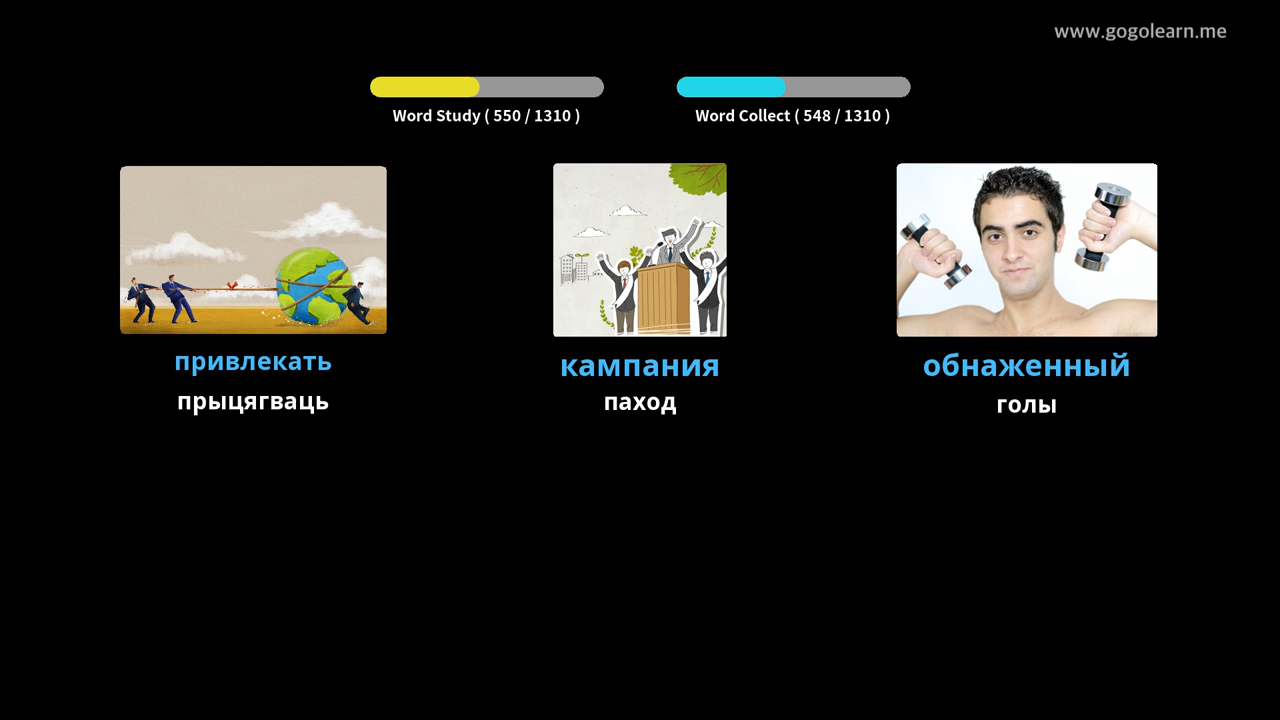 www.gogolearn.me
Word Study ( 550 / 1310 )
Word Collect ( 548 / 1310 )
привлекать
прыцягваць
кампания
паход
обнаженный
голы